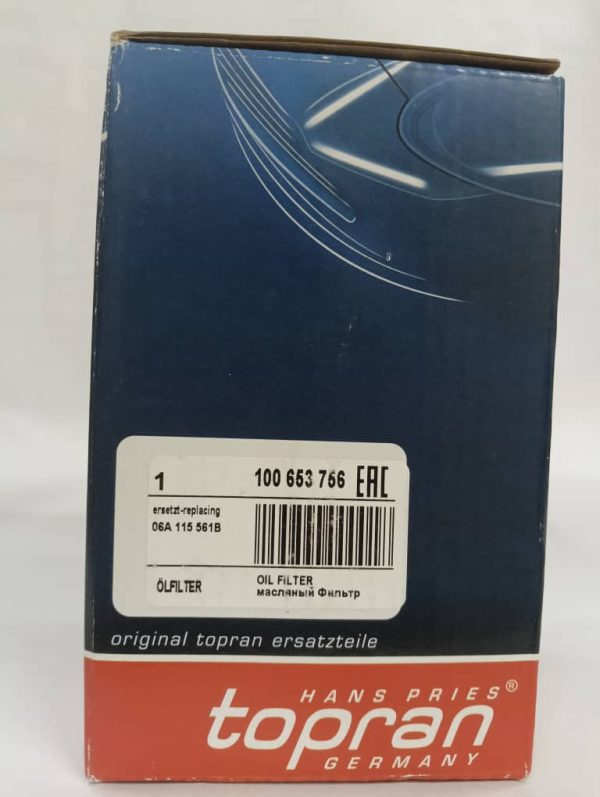 1 100 653 756 EAC
ersetzt-replacing
06A 115 561B
ÖLFILTER
OIL FILTER
масляный Фильтр
original topran ersatzteile
HANS PRIES®
topran
GERMANY